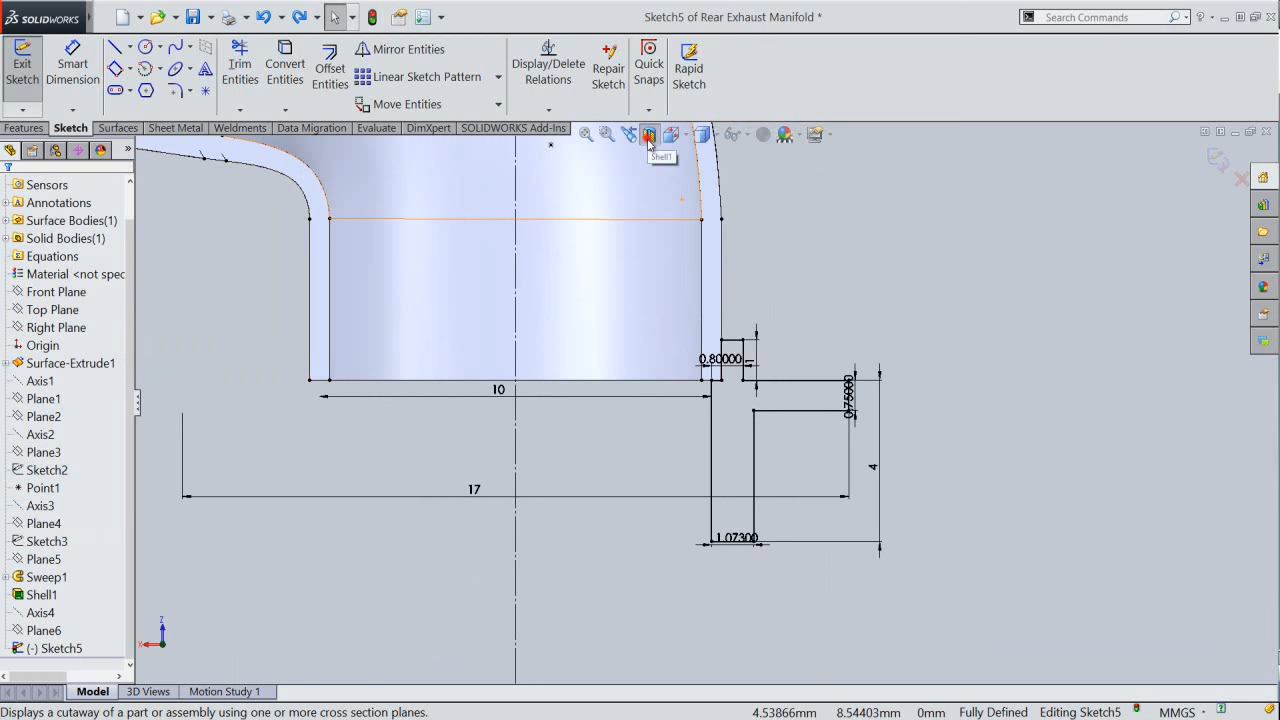 SOLIDWORKS
Sketch5 of Rear Exhaust Manifold *
Search Commands
Exit Sketch
Smart Dimension
Trim Entities
Convert Entities
Offset Entities
Mirror Entities
Linear Sketch Pattern
Move Entities
Display/Delete Relations
Repair Sketch
Quick Snaps
Rapid Sketch
Features
Sketch
Surfaces
Sheet Metal
Weldments
Data Migration
Evaluate
DimXpert
SOLIDWORKS Add-Ins
Shell1
Sensors
Annotations
Surface Bodies(1)
Solid Bodies(1)
Equations
Material <not spec
Front Plane
Top Plane
Right Plane
Origin
Surface-Extrude1
Axis1
Plane1
Plane2
Axis2
Plane3
Sketch2
Point1
Axis3
Plane4
Sketch3
Plane5
Sweep1
Shell1
Axis4
Plane6
(-) Sketch5
0.80000
1
10
0.75000
17
4
1.07300
Z
X
Model
3D Views
Motion Study 1
Displays a cutaway of a part or assembly using one or more cross section planes.
4.53866mm
8.54403mm
0mm
Fully Defined
Editing Sketch5
MMGS